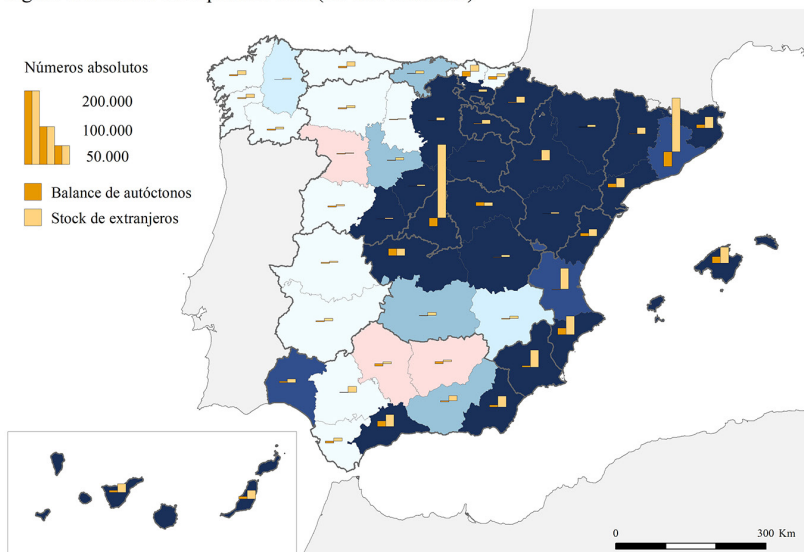 Números absolutos
200.000
100.000
50.000
Balance de autóctonos
Stock de extranjeros
0
300 Km